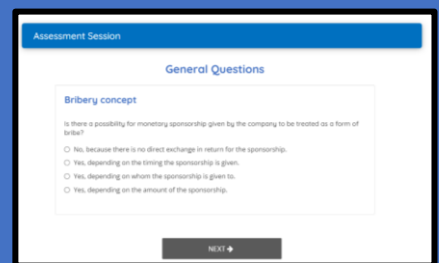 Assessment Session
General Questions
Bribery concept
Is there a possibility for monetary sponsorship given by the company to be treated as a form of
bribe?
No, because there is no direct exchange in return for the sponsorship.
Yes, depending on the timing the sponsorship is given.
Yes, depending on whom the sponsorship is given to.
Yes, depending on the amount of the sponsorship.
NEXT →